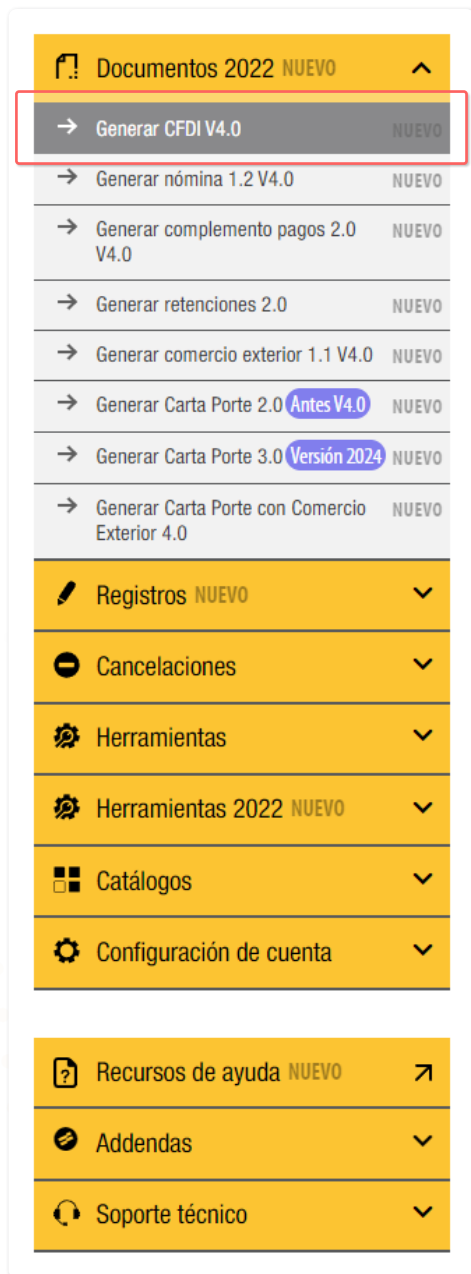 Documentos 2022 NUEVO
Generar CFDI V4.0 NUEVO
Generar nómina 1.2 V4.0 NUEVO
Generar complemento pagos 2.0 NUEVO
V4.0
Generar retenciones 2.0 NUEVO
Generar comercio exterior 1.1 V4.0 NUEVO
Generar Carta Porte 2.0 Antes V4.0 NUEVO
Generar Carta Porte 3.0 Versión 2024 NUEVO
Generar Carta Porte con Comercio NUEVO
Exterior 4.0
Registros NUEVO
Cancelaciones
Herramientas
Herramientas 2022 NUEVO
Catálogos
Configuración de cuenta
Recursos de ayuda NUEVO
Addendas
Soporte técnico